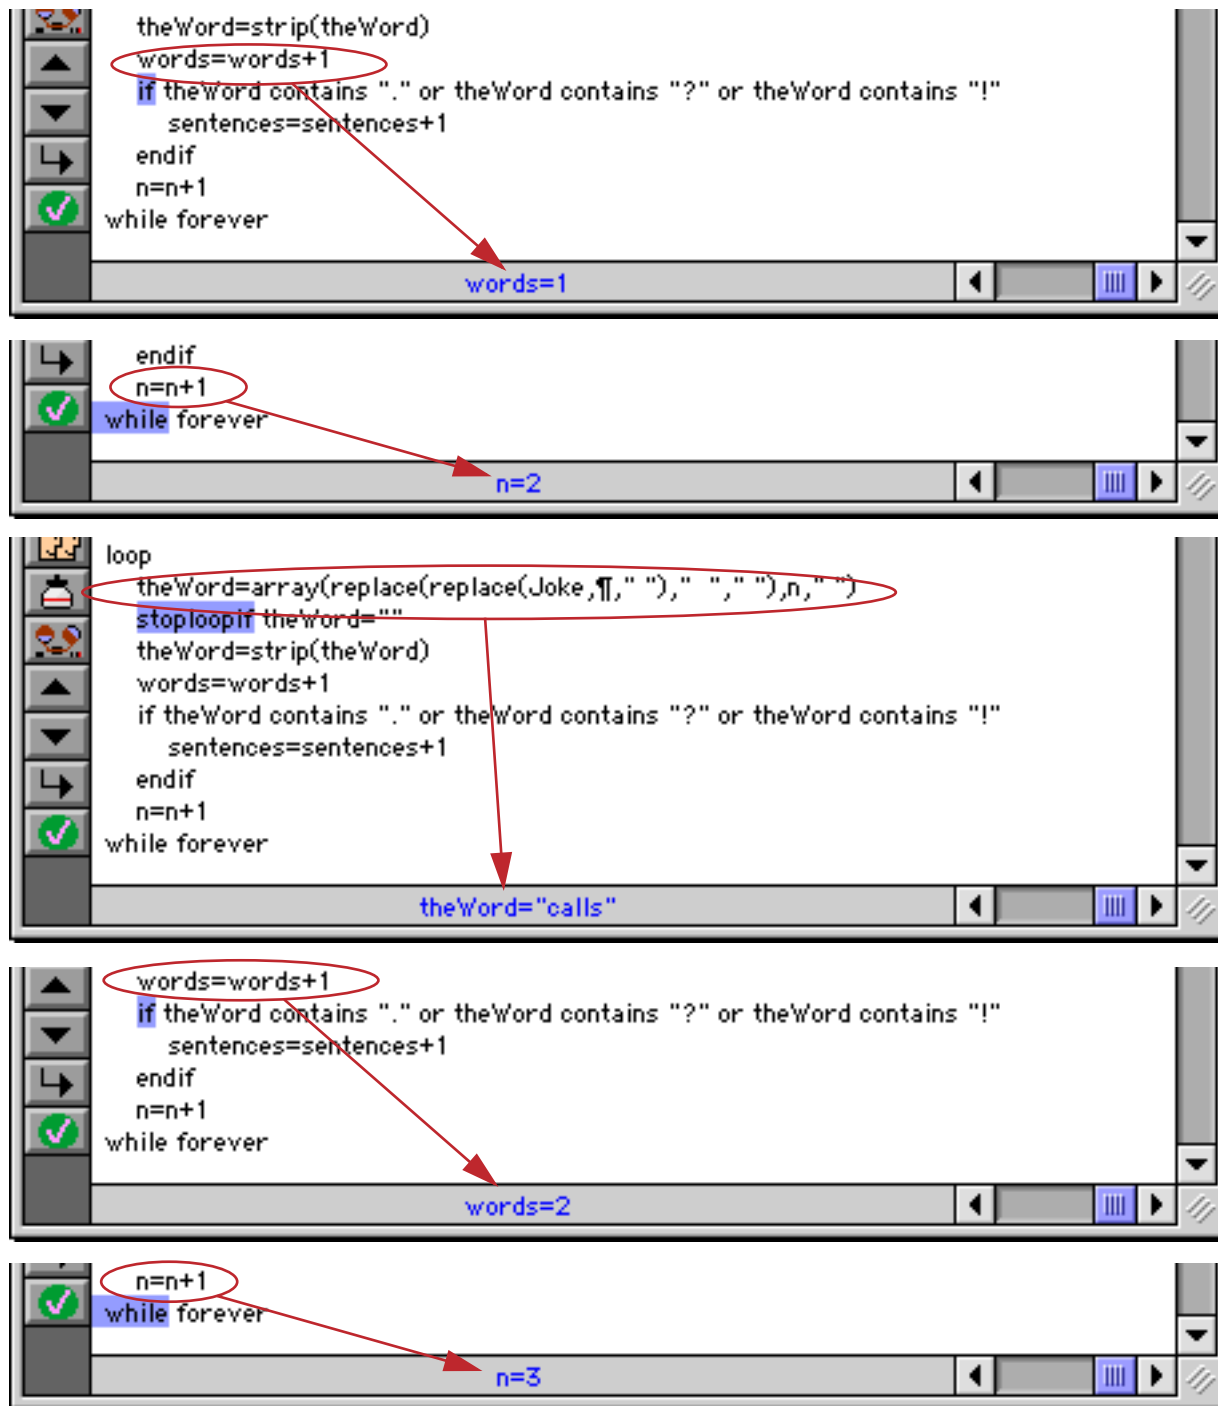 theWord=strip(theWord)
words=words+1
if theWord contains "." or theWord contains "?" or theWord contains "!"
sentences=sentences+1
endif
n=n+1
while forever
words=1
endif
n=n+1
while forever
n=2
loop
theWord=array(replace(replace(Joke,¶," "),"  "," "),n," ")
stoploopif theWord=""
theWord=strip(theWord)
words=words+1
if theWord contains "." or theWord contains "?" or theWord contains "!"
sentences=sentences+1
endif
n=n+1
while forever
theWord="calls"
words=words+1
if theWord contains "." or theWord contains "?" or theWord contains "!"
sentences=sentences+1
endif
n=n+1
while forever
words=2
n=n+1
while forever
n=3